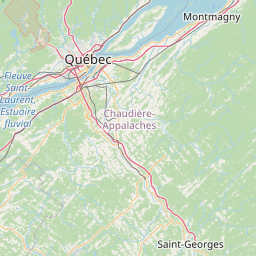 Montmagny
Québec
Fleuve
Saint-
Laurent,
Estuaire
fluvial
Chaudière-
Appalaches
Saint-Georges